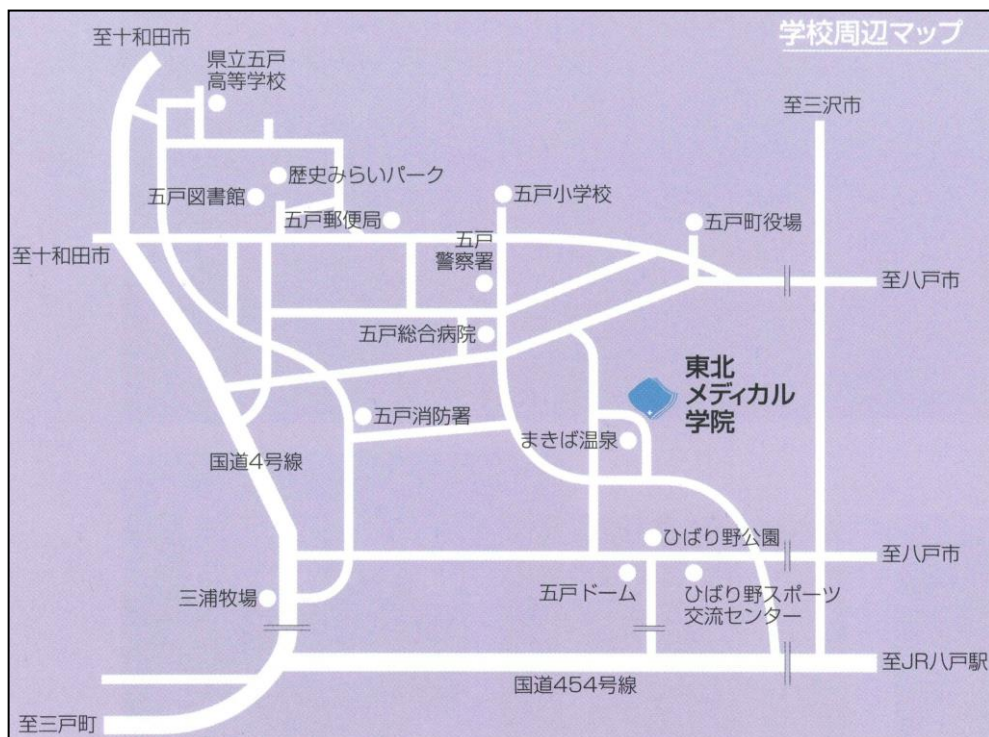 学校周辺マップ
至十和田市
県立五戸
高等学校
至三沢市
歴史みらいパーク
五戸図書館
五戸小学校
五戸郵便局
五戸町役場
至十和田市
五戸
警察署
至八戸市
五戸総合病院
東北
メディカル
学院
五戸消防署
まきば温泉
国道4号線
ひばり野公園
至八戸市
三浦牧場
五戸ドーム
ひばり野スポーツ
交流センター
至JR八戸駅
国道454号線
至三戸町